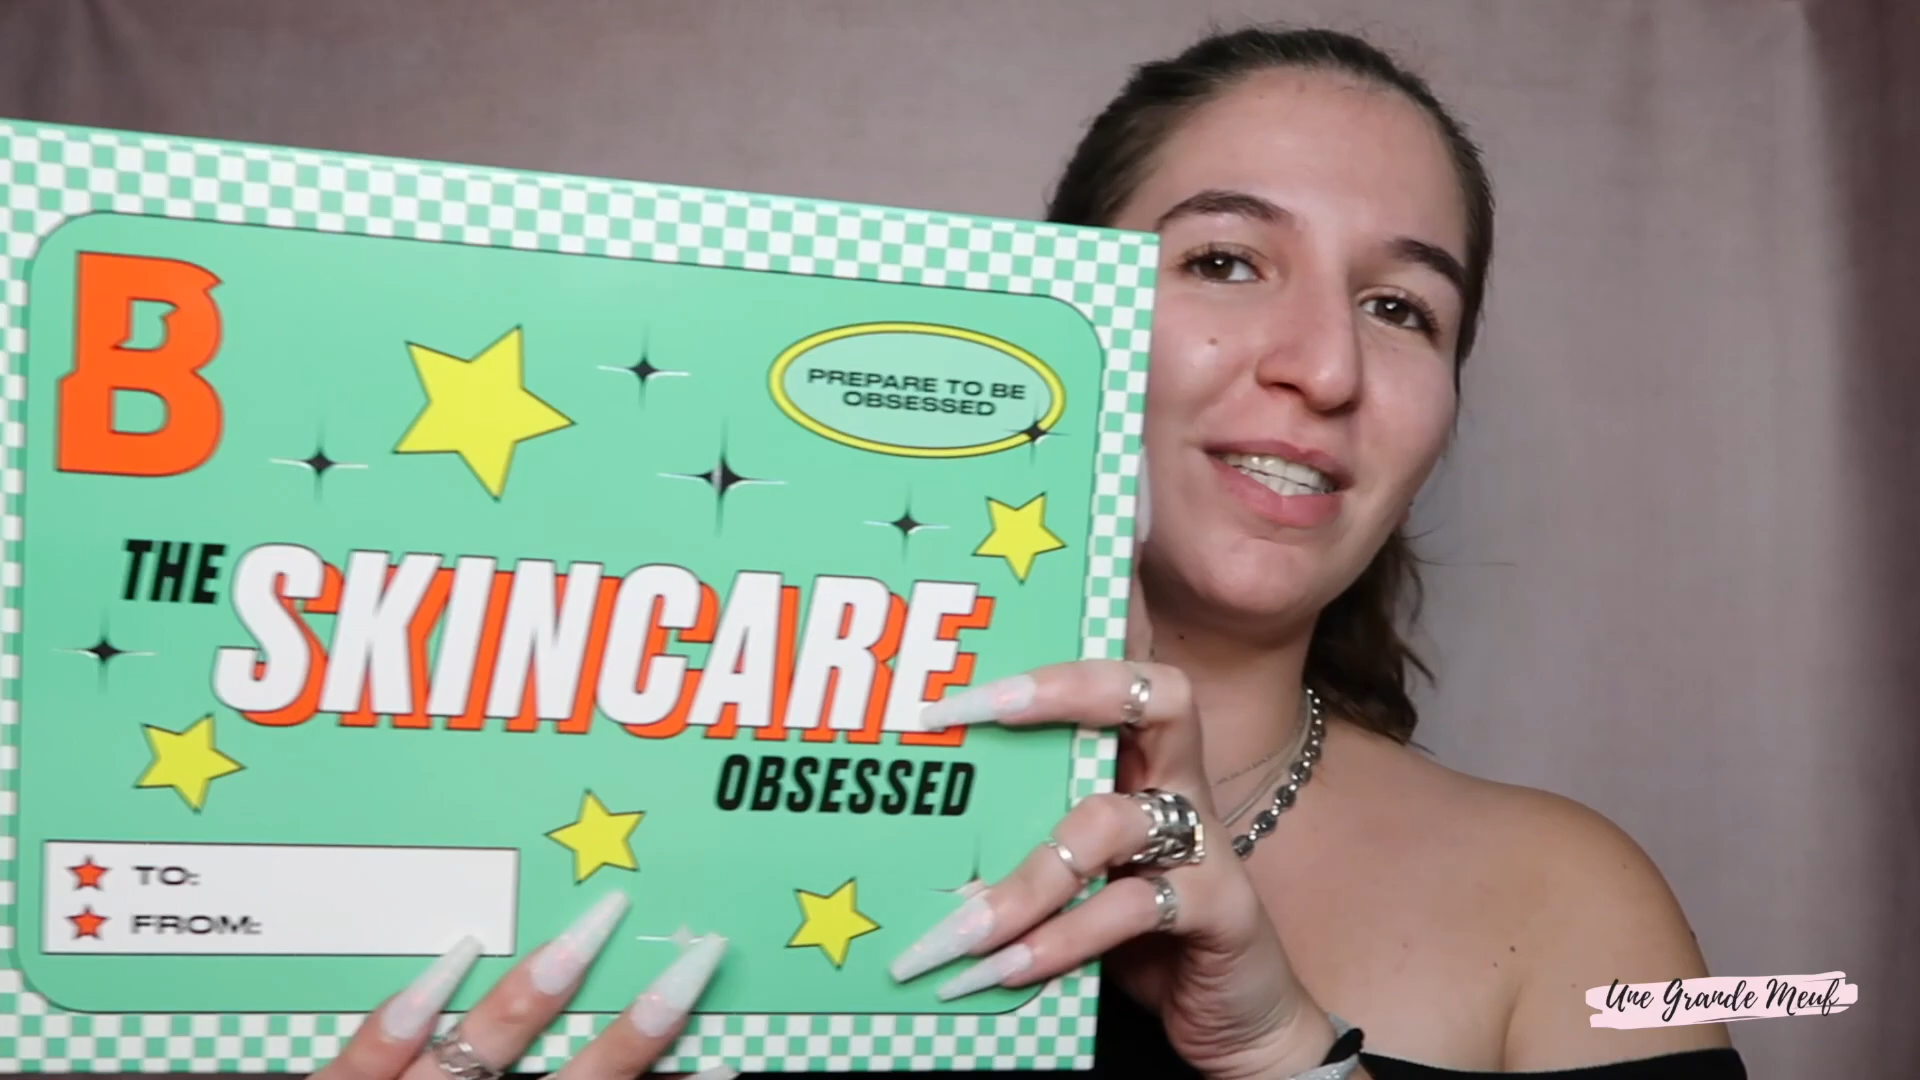 B
PREPARE TO BE
OBSESSED
THE SKINCARE
OBSESSED
TO:
FROM:
Une Grande Meuf